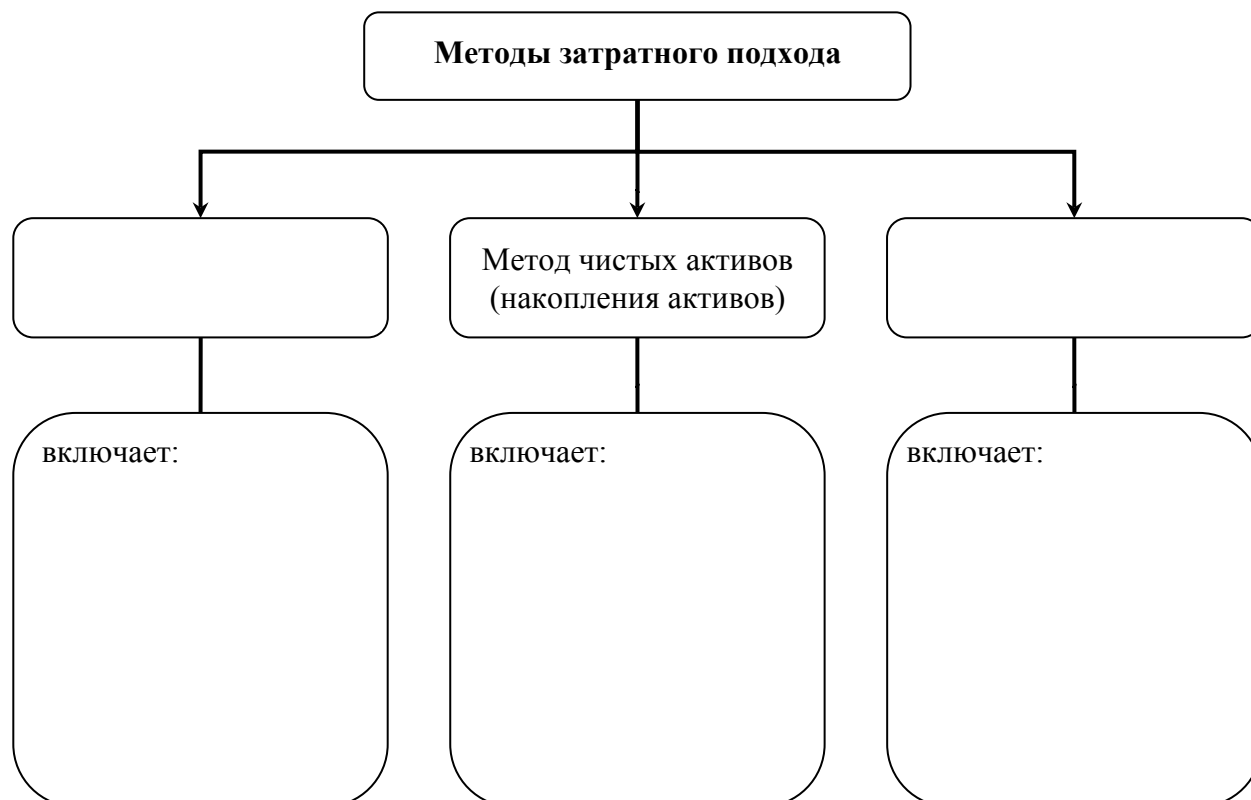 Методы затратного подхода
Метод чистых активов
(накопления активов)
включает:
включает:
включает: